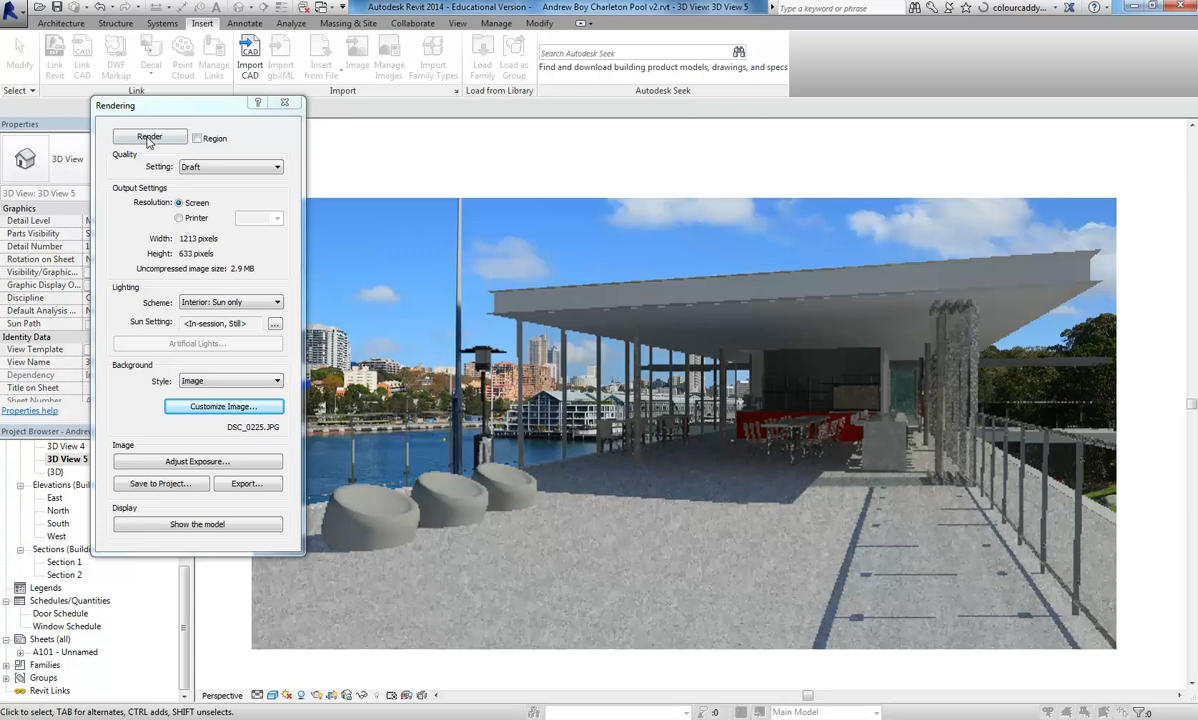 Autodesk Revit 2014 - Educational Version - Andrew Boy Charleton Pool v2.rvt - 3D View: 3D View 5
Type a keyword or phrase
colourcaddy...
Architecture Structure Systems Insert Annotate Analyze Massing & Site Collaborate View Manage Modify
Modify
Link Revit
Link CAD
DWF Markup
Decal
Point Cloud
Manage Links
Import CAD
Import gbXML
Insert from File
Image
Manage Images
Import Family Types
Load Family
Load as Group
Autodesk Seek
Find and download building product models, drawings, and specs
Select Link Import Load from Library Autodesk Seek
Rendering
Render
Region
Quality
Setting: Draft
Output Settings
Resolution: Screen
Printer
Width: 1213 pixels
Height: 633 pixels
Uncompressed image size: 2.9 MB
Lighting
Scheme: Interior: Sun only
Sun Setting: <In-session, Still> ...
Artificial Lights...
Background
Style: Image
Customize Image...
DSC_0225.JPG
Image
Adjust Exposure...
Save to Project... Export...
Display
Show the model
Properties
3D View
3D View: 3D View 5
Graphics
Detail Level
Parts Visibility
Detail Number
Rotation on Sheet
Visibility/Graphic...
Graphic Display O...
Discipline
Default Analysis ...
Sun Path
Identity Data
View Template
View Name
Dependency
Title on Sheet
Properties help
Project Browser - Andrew
3D View 4
3D View 5
{3D}
Elevations (Buil
East
North
South
West
Sections (Buildi
Section 1
Section 2
Legends
Schedules/Quantities
Door Schedule
Window Schedule
Sheets (all)
A101 - Unnamed
Families
Groups
Revit Links
Perspective
Click to select, TAB for alternates, CTRL adds, SHIFT unselects.
:0
Main Model
:0